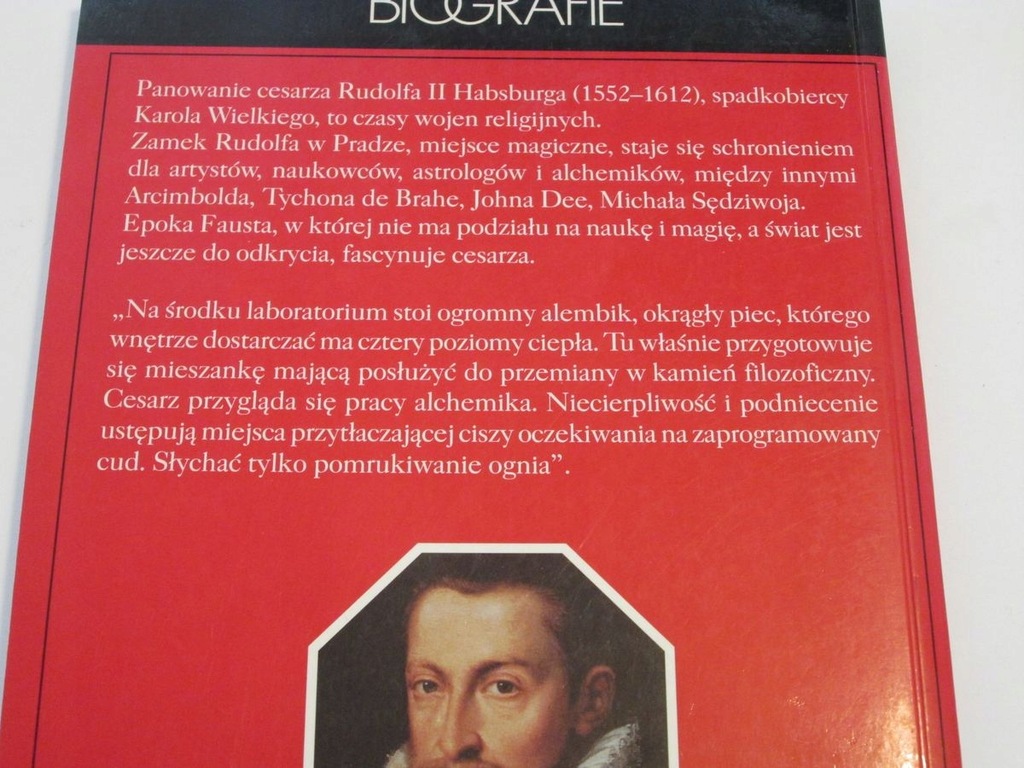 BIOGRAFIE
Panowanie cesarza Rudolfa II Habsburga (1552–1612), spadkobiercy
Karola Wielkiego, to czasy wojen religijnych.
Zamek Rudolfa w Pradze, miejsce magiczne, staje się schronieniem
dla artystów, naukowców, astrologów i alchemików, między innymi
Arcimbolda, Tychona de Brahe, Johna Dee, Michała Sędziwoja.
Epoka Fausta, w której nie ma podziału na naukę i magię, a świat jest
jeszcze do odkrycia, fascynuje cesarza.
„Na środku laboratorium stoi ogromny alembik, okrągły piec, którego
wnętrze dostarczać ma cztery poziomy ciepła. Tu właśnie przygotowuje
się mieszankę mającą posłużyć do przemiany w kamień filozoficzny.
Cesarz przygląda się pracy alchemika. Niecierpliwość i podniecenie
ustępują miejsca przytłaczającej ciszy oczekiwania na zaprogramowany
cud. Słychać tylko pomrukiwanie ognia”.